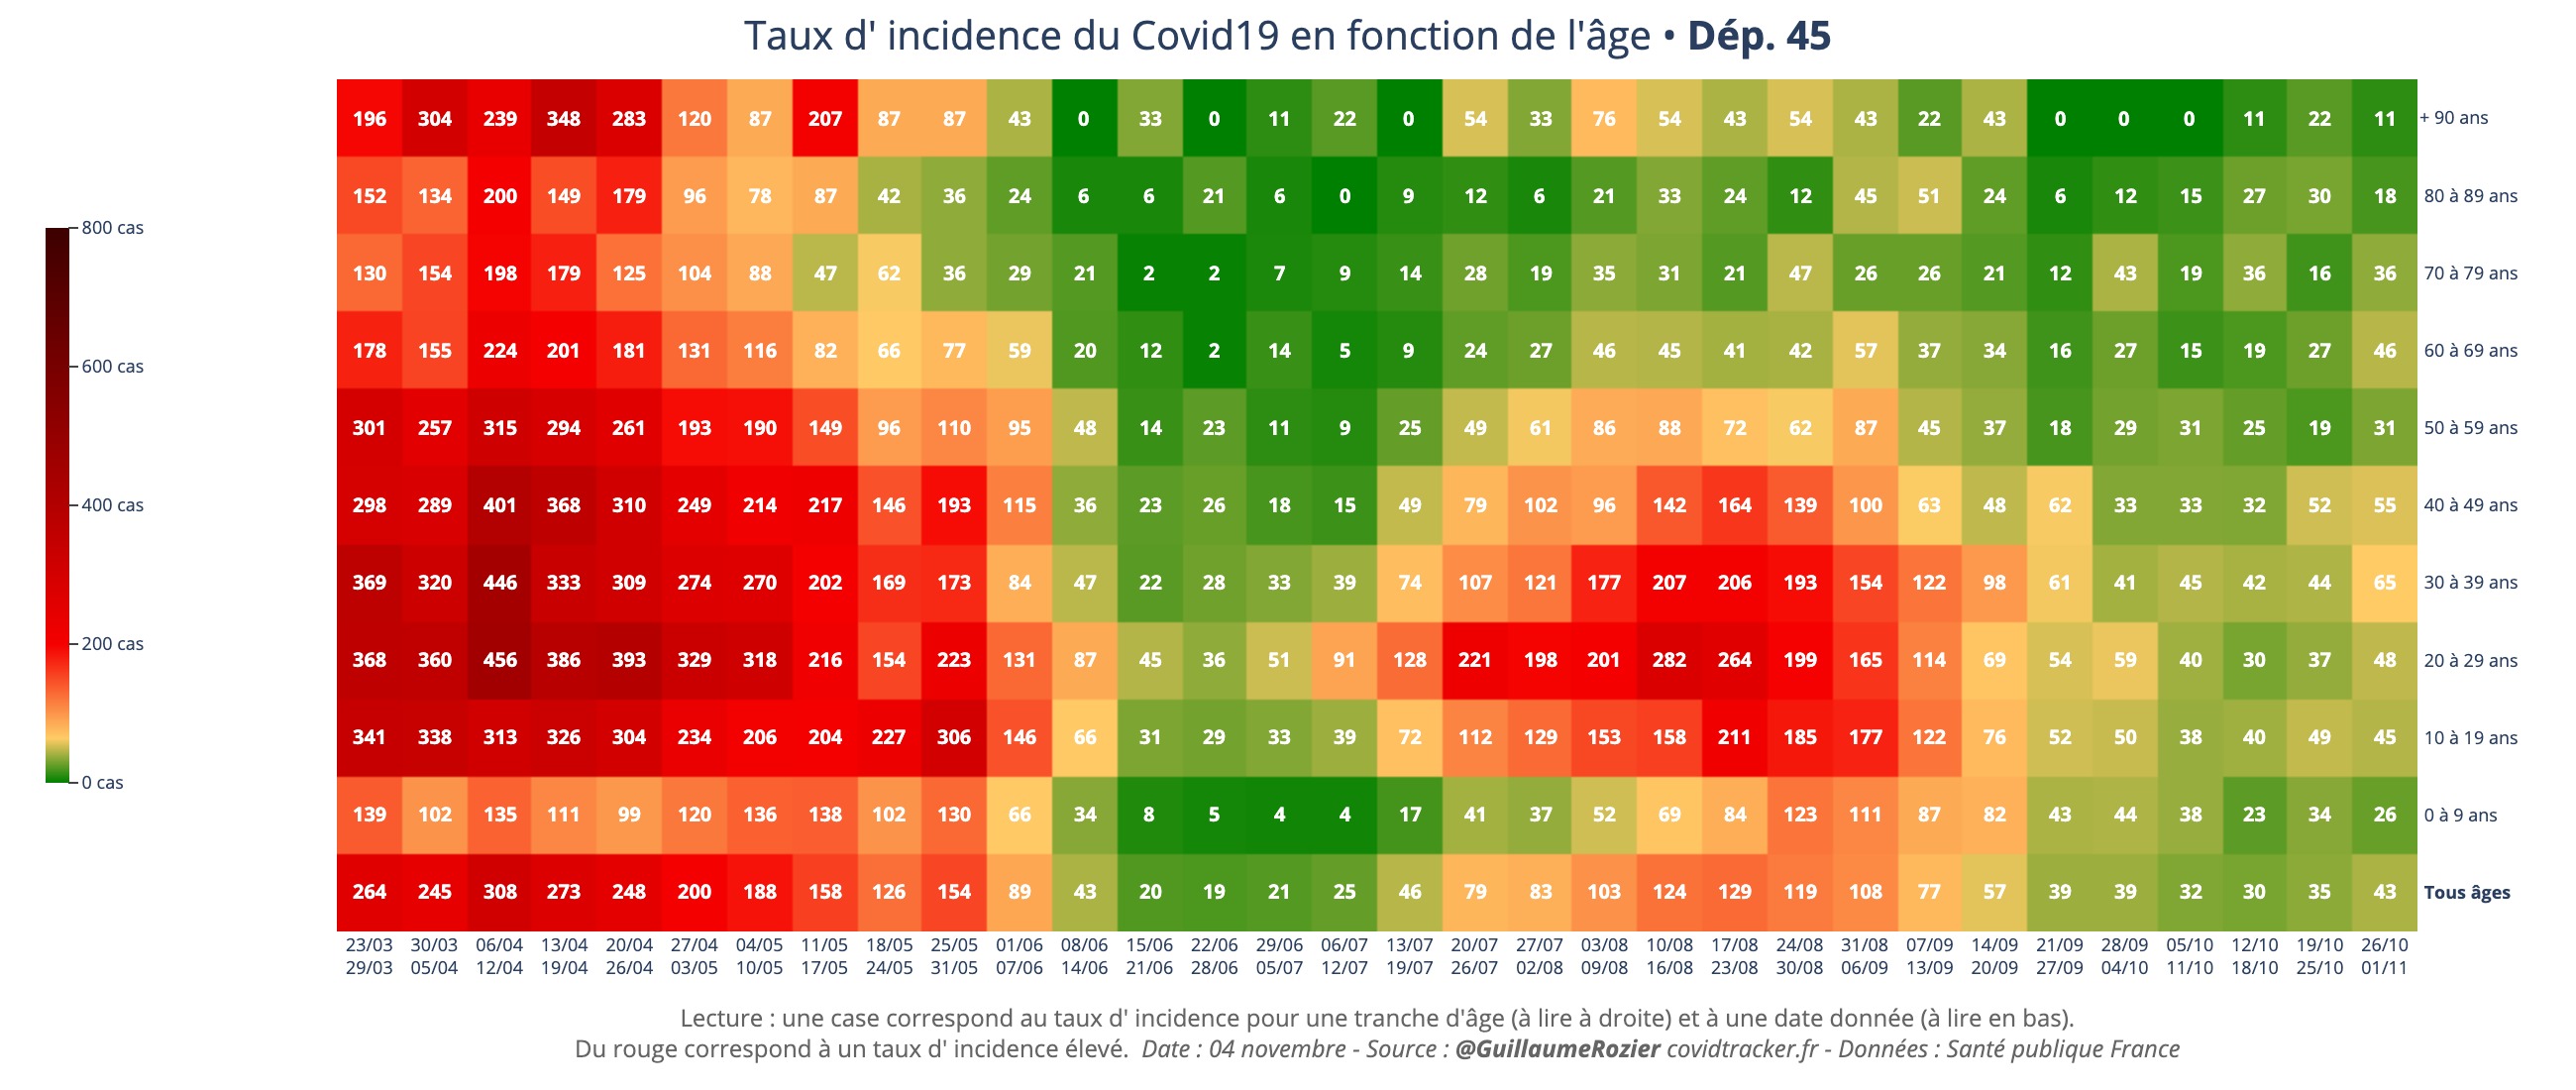 Taux d' incidence du Covid19 en fonction de l'âge • Dép. 45
800 cas
600 cas
400 cas
200 cas
0 cas
196 304 239 348 283 120 87 207 87 87 43 0 33 0 11 22 0 54 33 76 54 43 54 43 22 43 0 0 0 11 22 11 + 90 ans
152 134 200 149 179 96 78 87 42 36 24 6 6 21 6 0 9 12 6 21 33 24 12 45 51 24 6 12 15 27 30 18 80 à 89 ans
130 154 198 179 125 104 88 47 62 36 29 21 2 2 7 9 14 28 19 35 31 21 47 26 26 21 12 43 19 36 16 36 70 à 79 ans
178 155 224 201 181 131 116 82 66 77 59 20 12 2 14 5 9 24 27 46 45 41 42 57 37 34 16 27 15 19 27 46 60 à 69 ans
301 257 315 294 261 193 190 149 96 110 95 48 14 23 11 9 25 49 61 86 88 72 62 87 45 37 18 29 31 25 19 31 50 à 59 ans
298 289 401 368 310 249 214 217 146 193 115 36 23 26 18 15 49 79 102 96 142 164 139 100 63 48 62 33 33 32 52 55 40 à 49 ans
369 320 446 333 309 274 270 202 169 173 84 47 22 28 33 39 74 107 121 177 207 206 193 154 122 98 61 41 45 42 44 65 30 à 39 ans
368 360 456 386 393 329 318 216 154 223 131 87 45 36 51 91 128 221 198 201 282 264 199 165 114 69 54 59 40 30 37 48 20 à 29 ans
341 338 313 326 304 234 206 204 227 306 146 66 31 29 33 39 72 112 129 153 158 211 185 177 122 76 52 50 38 40 49 45 10 à 19 ans
139 102 135 111 99 120 136 138 102 130 66 34 8 5 4 4 17 41 37 52 69 84 123 111 87 82 43 44 38 23 34 26 0 à 9 ans
264 245 308 273 248 200 188 158 126 154 89 43 20 19 21 25 46 79 83 103 124 129 119 108 77 57 39 39 32 30 35 43 Tous âges
23/03 30/03 06/04 13/04 20/04 27/04 04/05 11/05 18/05 25/05 01/06 08/06 15/06 22/06 29/06 06/07 13/07 20/07 27/07 03/08 10/08 17/08 24/08 31/08 07/09 14/09 21/09 28/09 05/10 12/10 19/10 26/10
29/03 05/04 12/04 19/04 26/04 03/05 10/05 17/05 24/05 31/05 07/06 14/06 21/06 28/06 05/07 12/07 19/07 26/07 02/08 09/08 16/08 23/08 30/08 06/09 13/09 20/09 27/09 04/10 11/10 18/10 25/10 01/11
Lecture : une case correspond au taux d' incidence pour une tranche d'âge (à lire à droite) et à une date donnée (à lire en bas).
Du rouge correspond à un taux d' incidence élevé. Date : 04 novembre - Source : @GuillaumeRozier covidtracker.fr - Données : Santé publique France